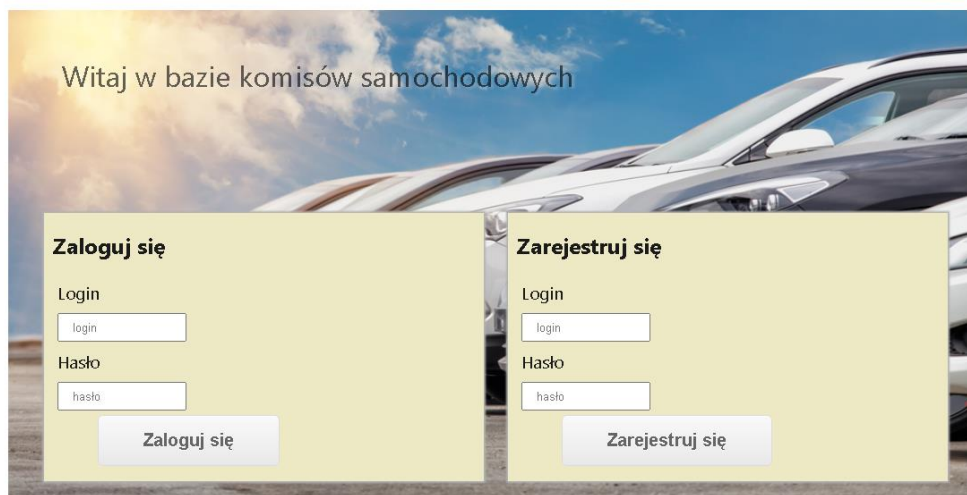 Witaj w bazie komisów samochodowych
Zaloguj się
Login
login
Hasło
hasło
Zaloguj się
Zarejestruj się
Login
login
Hasło
hasło
Zarejestruj się